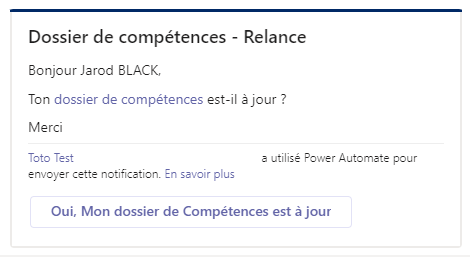 Dossier de compétences - Relance
Bonjour Jarod BLACK,
Ton dossier de compétences est-il à jour ?
Merci
Toto Test a utilisé Power Automate pour
envoyer cette notification. En savoir plus
Oui, Mon dossier de Compétences est à jour